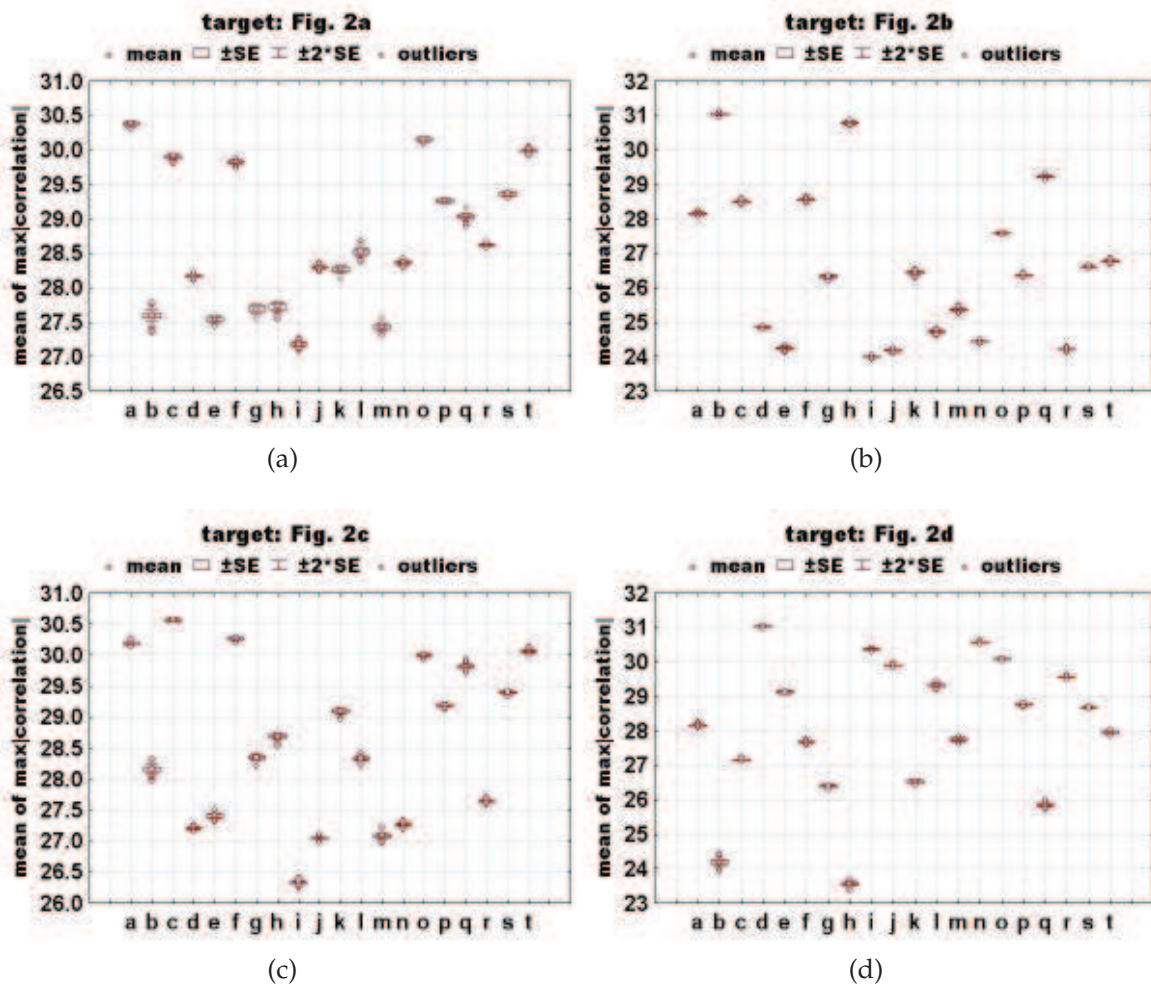 target: Fig. 2a
mean ±SE ±2*SE outliers
mean of max|correlation|
31.0
30.5
30.0
29.5
29.0
28.5
28.0
27.5
27.0
26.5
a b c d e f g h i j k l m n o p q r s t
(a)
target: Fig. 2b
mean ±SE ±2*SE outliers
mean of max|correlation|
32
31
30
29
28
27
26
25
24
23
a b c d e f g h i j k l m n o p q r s t
(b)
target: Fig. 2c
mean ±SE ±2*SE outliers
mean of max|correlation|
31.0
30.5
30.0
29.5
29.0
28.5
28.0
27.5
27.0
26.5
26.0
a b c d e f g h i j k l m n o p q r s t
(c)
target: Fig. 2d
mean ±SE ±2*SE outliers
mean of max|correlation|
32
31
30
29
28
27
26
25
24
23
a b c d e f g h i j k l m n o p q r s t
(d)